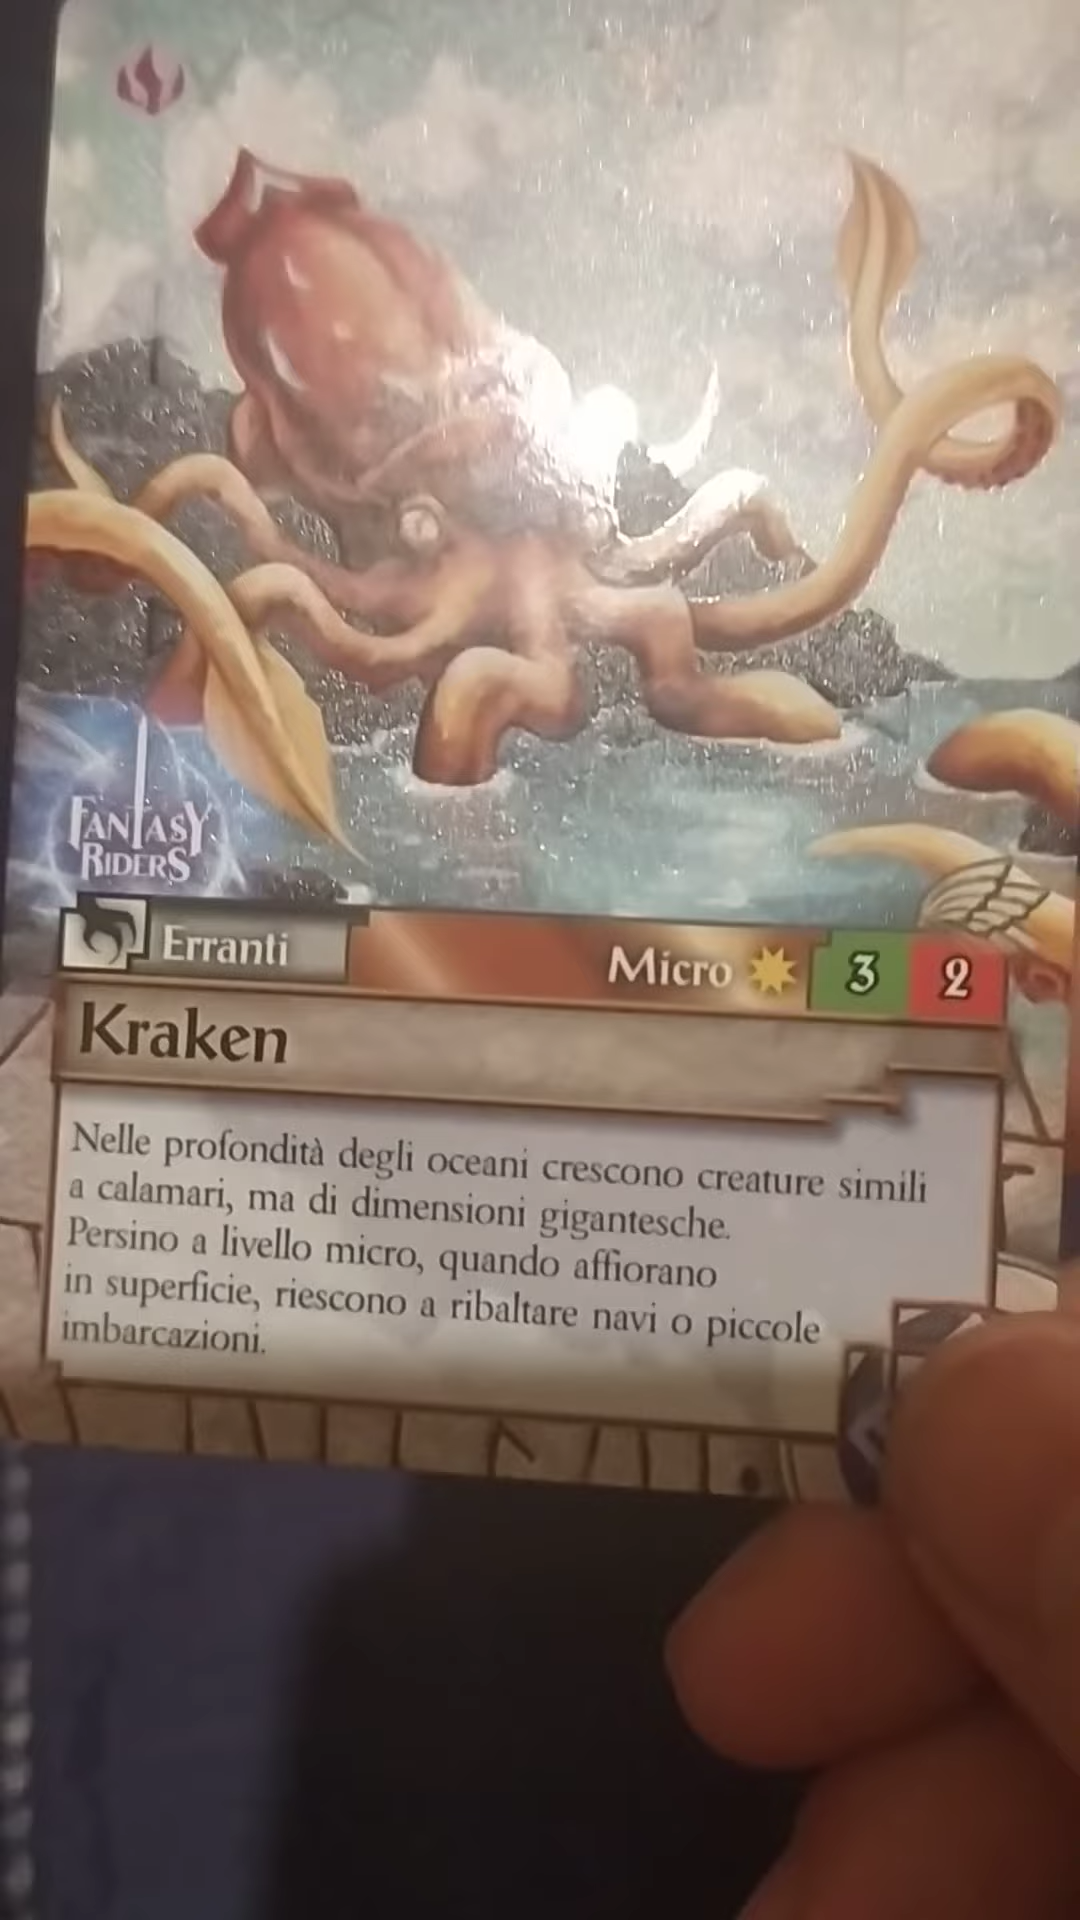 FANTASY
RIDERS
Erranti
Micro 3 2
Kraken
Nelle profondità degli oceani crescono creature simili
a calamari, ma di dimensioni gigantesche.
Persino a livello micro, quando affiorano
in superficie, riescono a ribaltare navi o piccole
imbarcazioni.